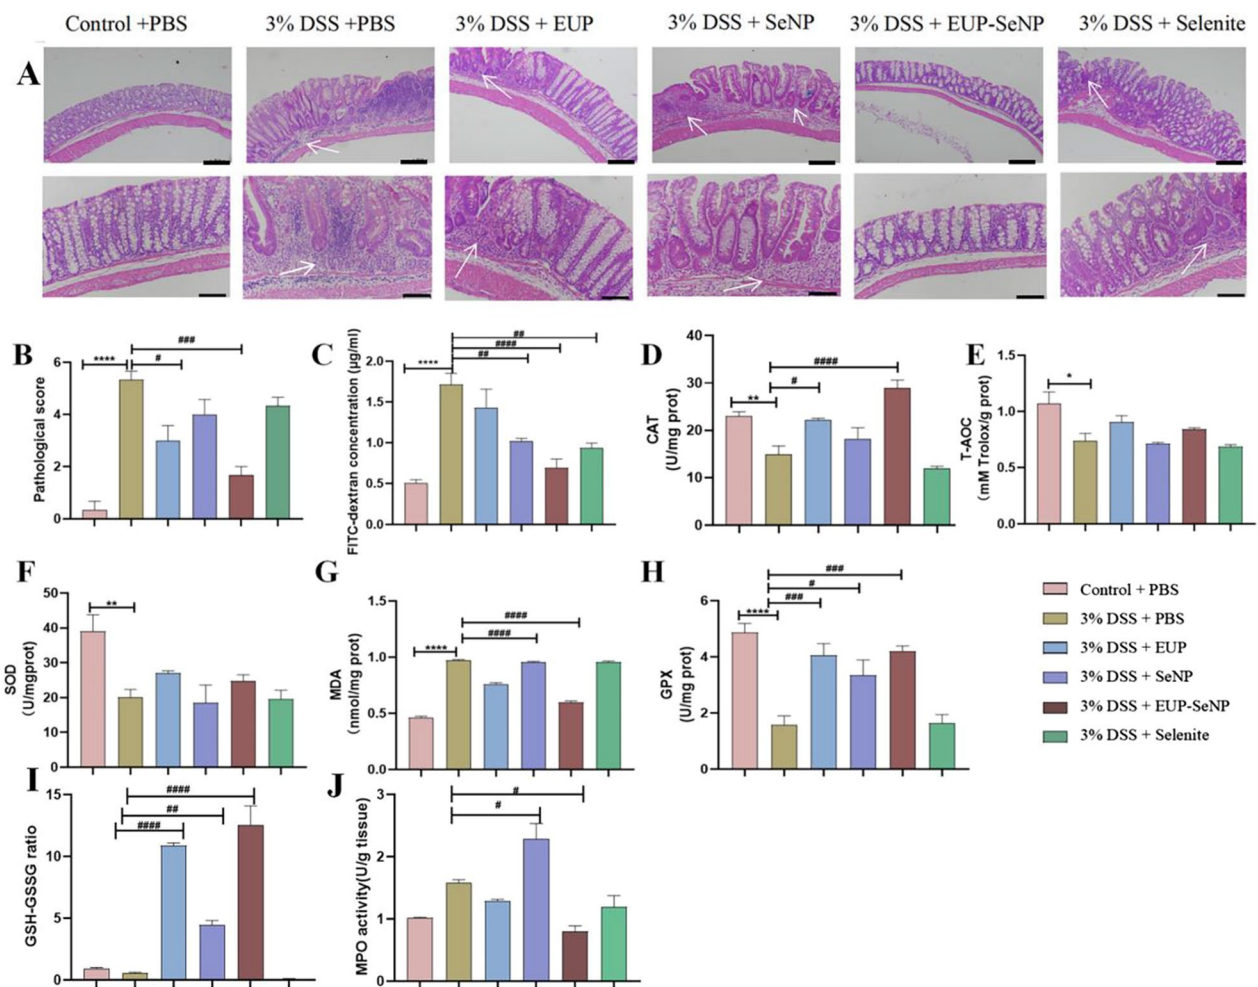 Control +PBS
3% DSS +PBS
3% DSS + EUP
3% DSS + SeNP
3% DSS + EUP-SeNP
3% DSS + Selenite
A
B
Pathological score
6
4
2
0
****
#
###
C
FITC-dextran concentration (μg/ml)
2.0
1.5
1.0
0.5
0.0
****
##
####
##
D
CAT
(U/mg prot)
40
30
20
10
0
**
#
####
E
T-AOC
(mM Trolox/g prot)
1.5
1.0
0.5
0.0
*
F
SOD
(U/mgprot)
50
40
30
20
10
0
**
G
MDA
(nmol/mg prot)
1.5
1.0
0.5
0.0
****
####
####
H
GPX
(U/mg prot)
6
4
2
0
****
###
#
###
Control + PBS
3% DSS + PBS
3% DSS + EUP
3% DSS + SeNP
3% DSS + EUP-SeNP
3% DSS + Selenite
I
GSH-GSSG ratio
15
10
5
0
####
##
####
J
MPO activity(U/g tissue)
3
2
1
0
#
#